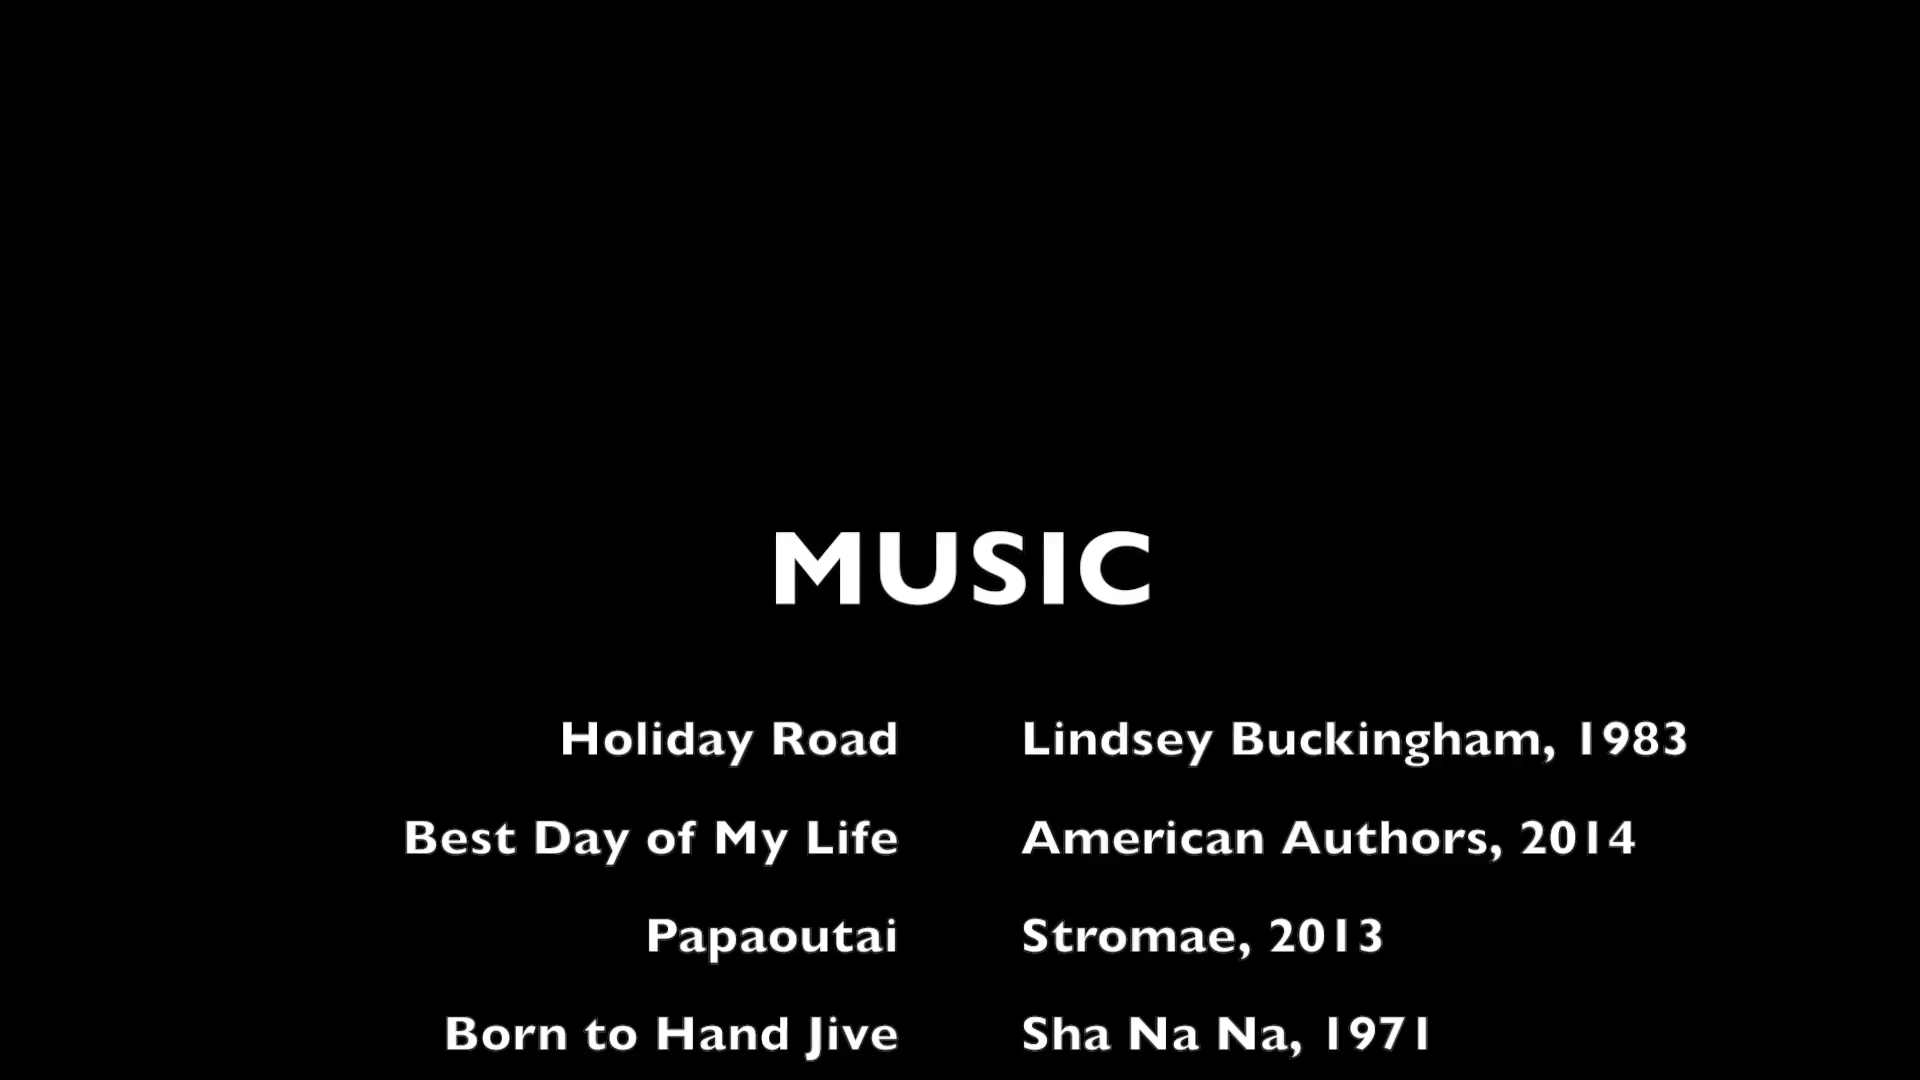 MUSIC
Holiday Road Lindsey Buckingham, 1983
Best Day of My Life American Authors, 2014
Papaoutai Stromae, 2013
Born to Hand Jive Sha Na Na, 1971